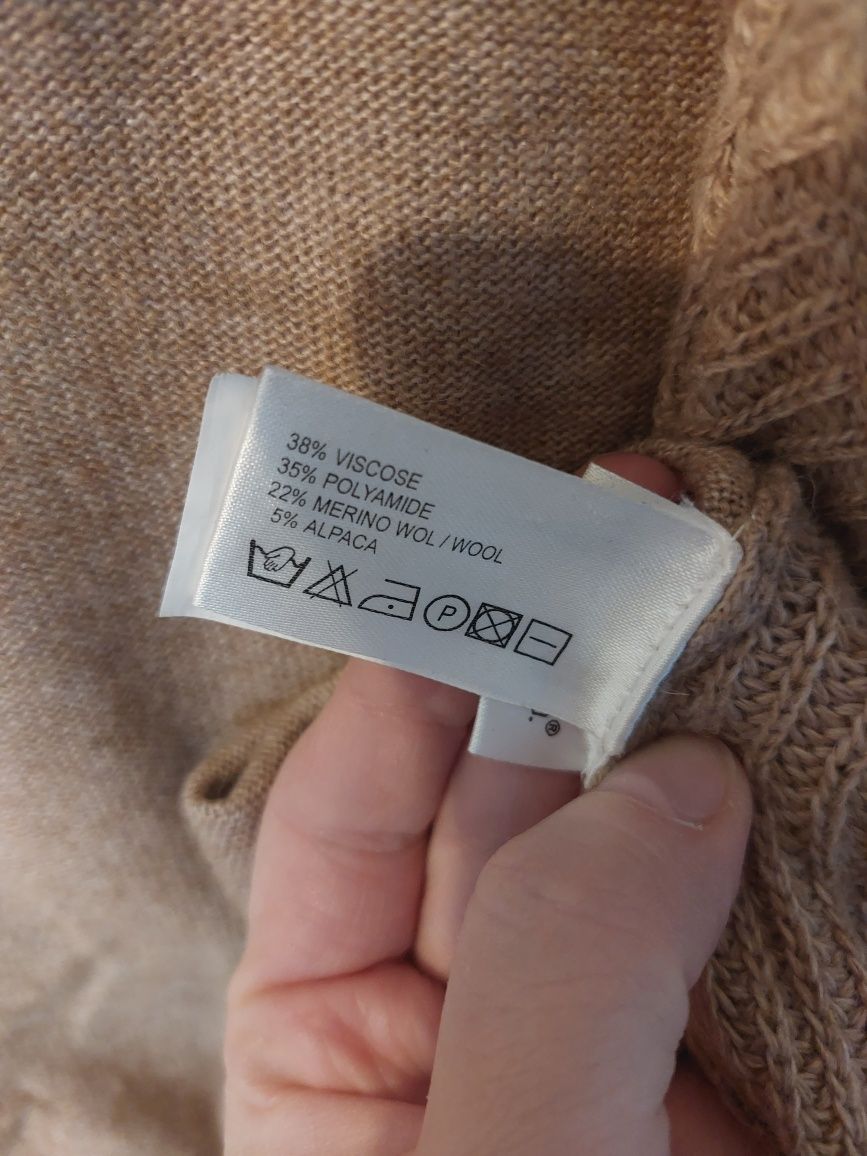 38% VISCOSE
35% POLYAMIDE
22% MERINO WOL / WOOL
5% ALPACA
P
®